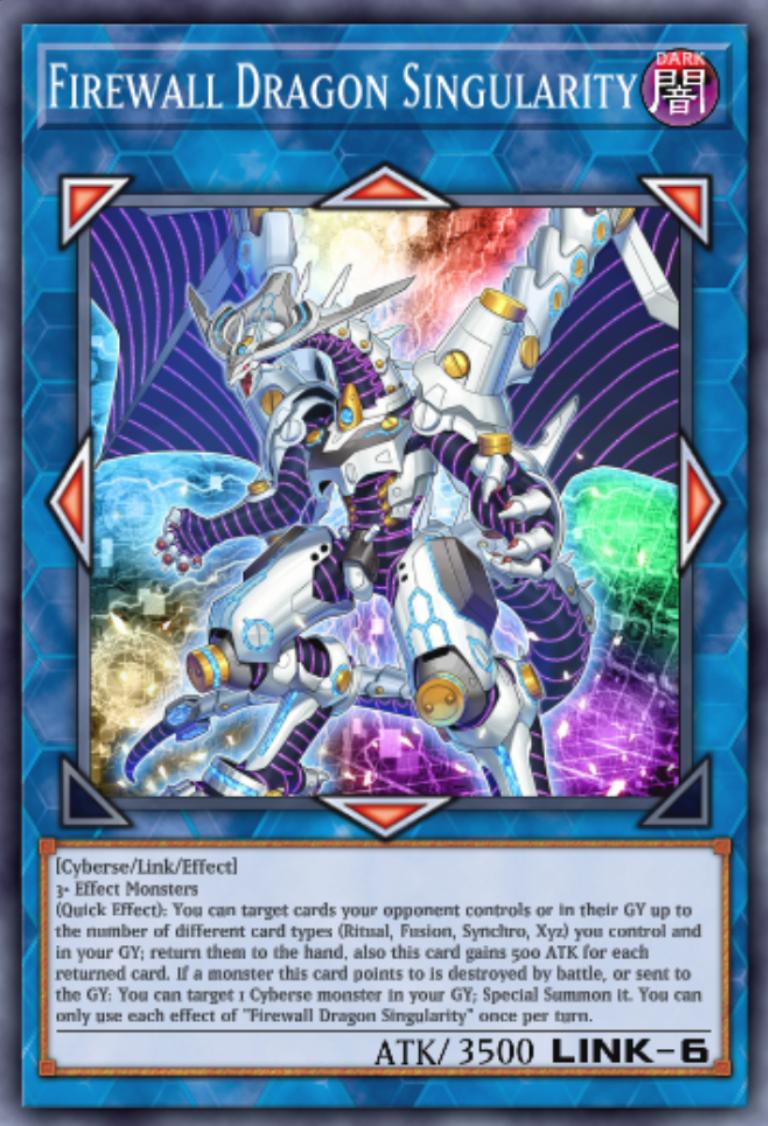 FIREWALL DRAGON SINGULARITY
DARK
闇
[Cyberse/Link/Effect]
3+ Effect Monsters
(Quick Effect): You can target cards your opponent controls or in their GY up to
the number of different card types (Ritual, Fusion, Synchro, Xyz) you control and
in your GY; return them to the hand, also this card gains 500 ATK for each
returned card. If a monster this card points to is destroyed by battle, or sent to
the GY: You can target 1 Cyberse monster in your GY; Special Summon it. You can
only use each effect of "Firewall Dragon Singularity" once per turn.
ATK/ 3500 LINK-6